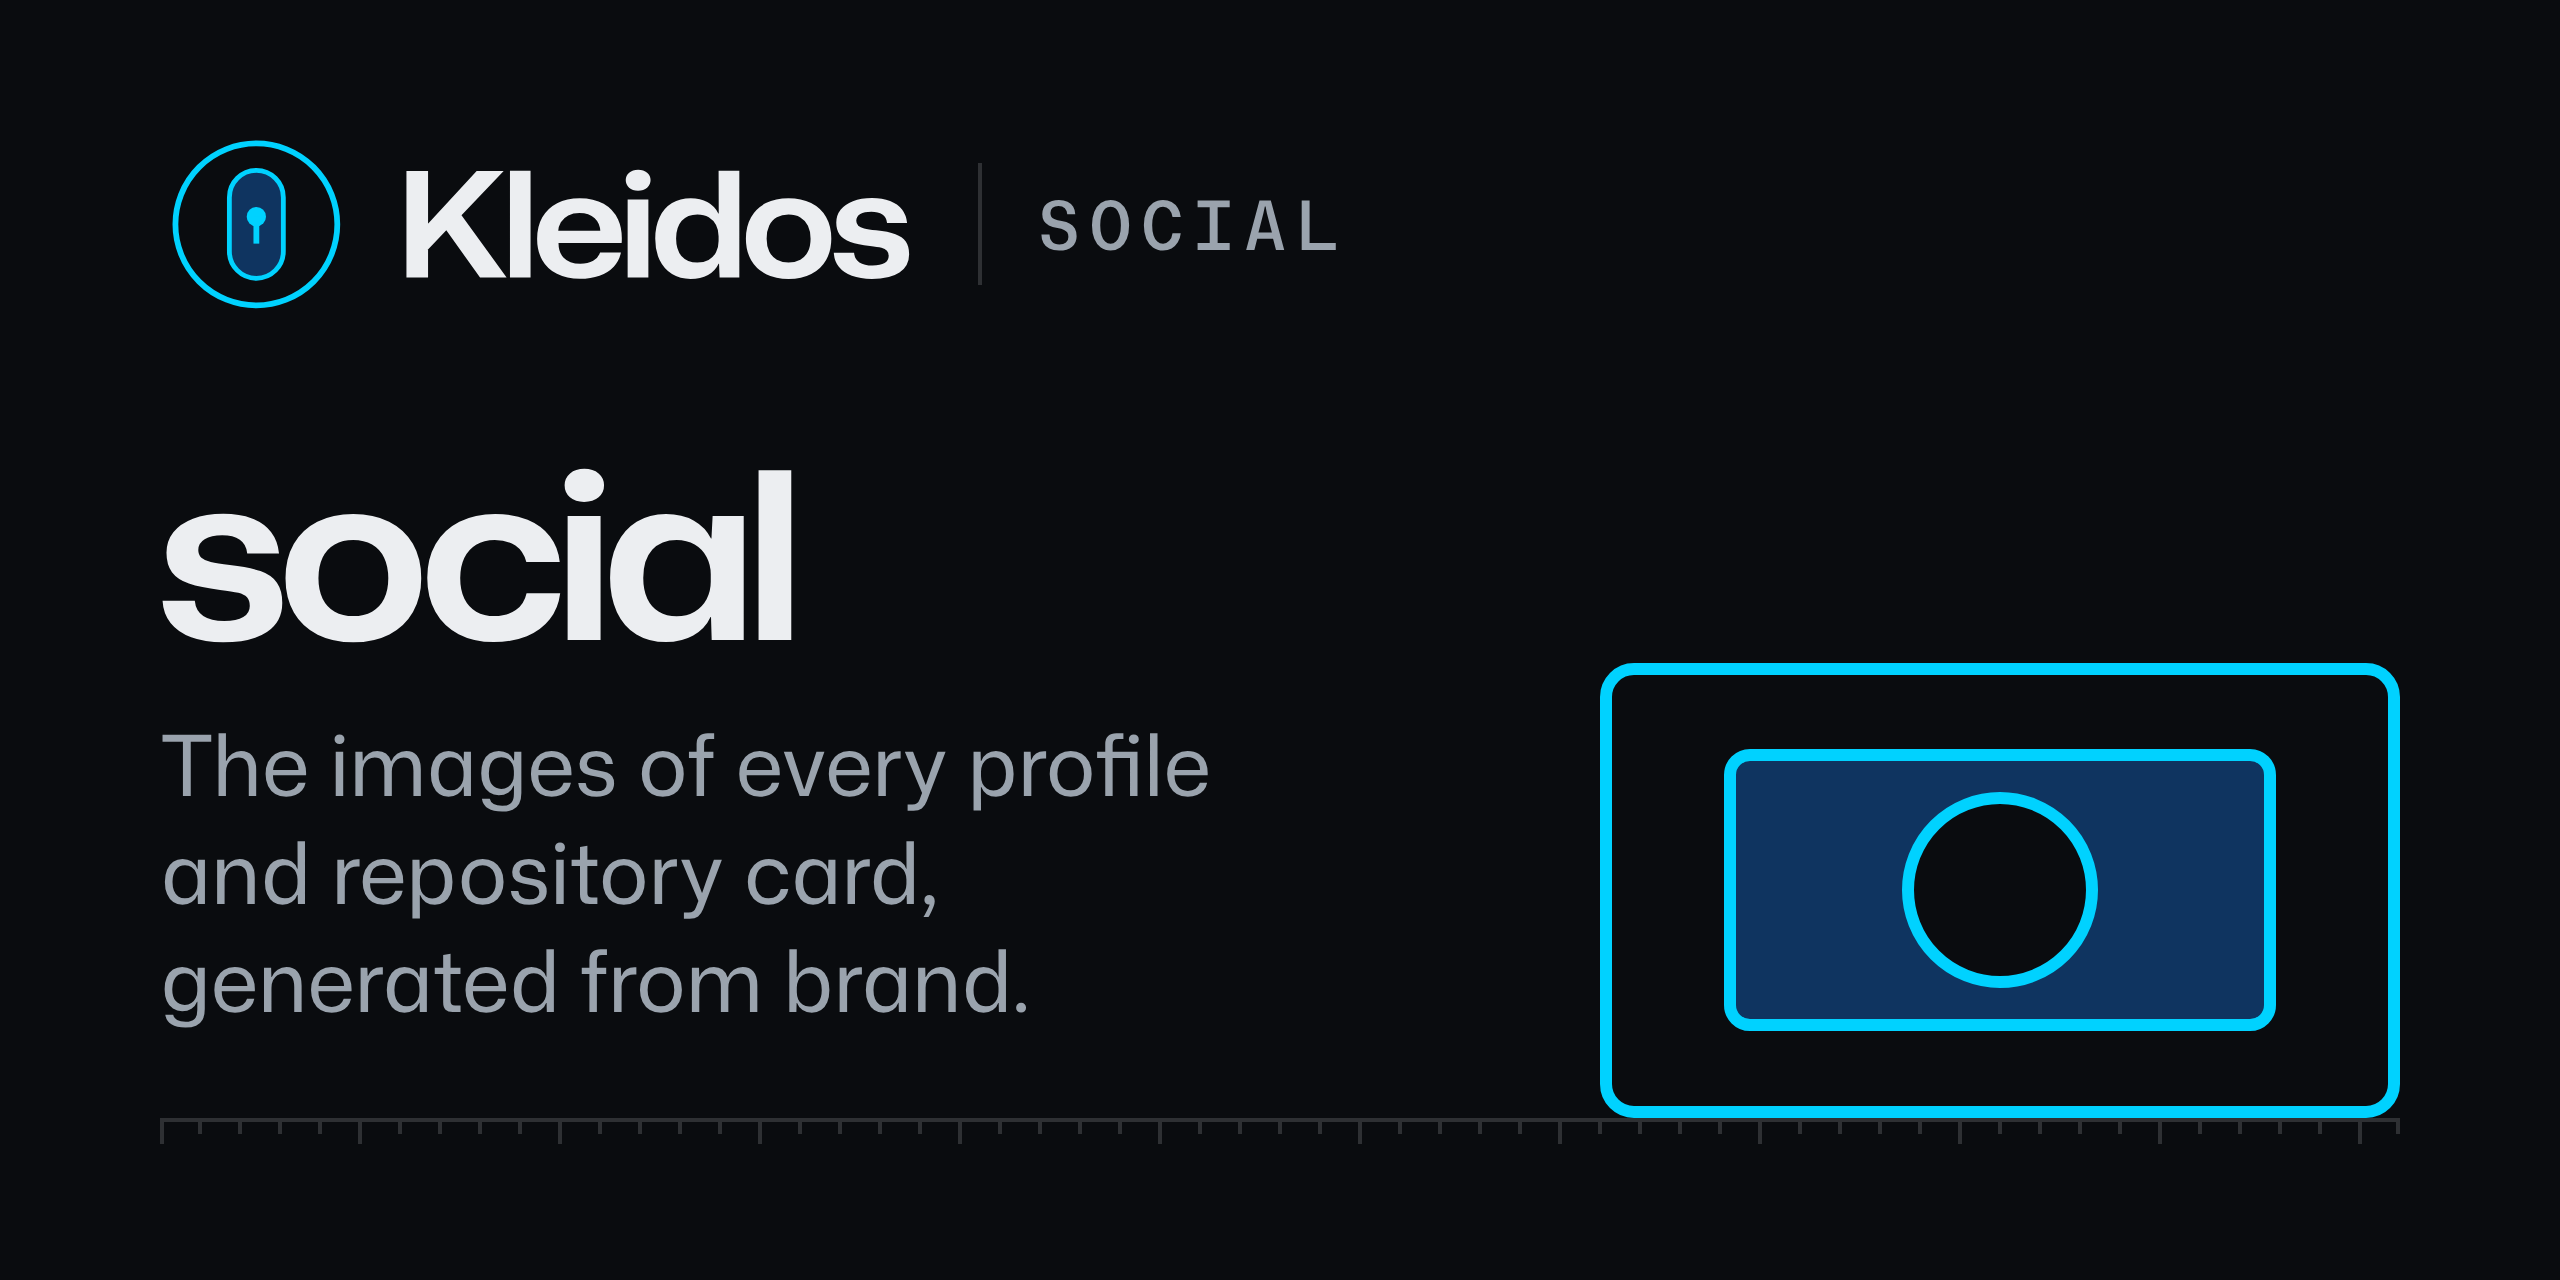 Kleidos
SOCIAL
social
The images of every profile
and repository card,
generated from brand.